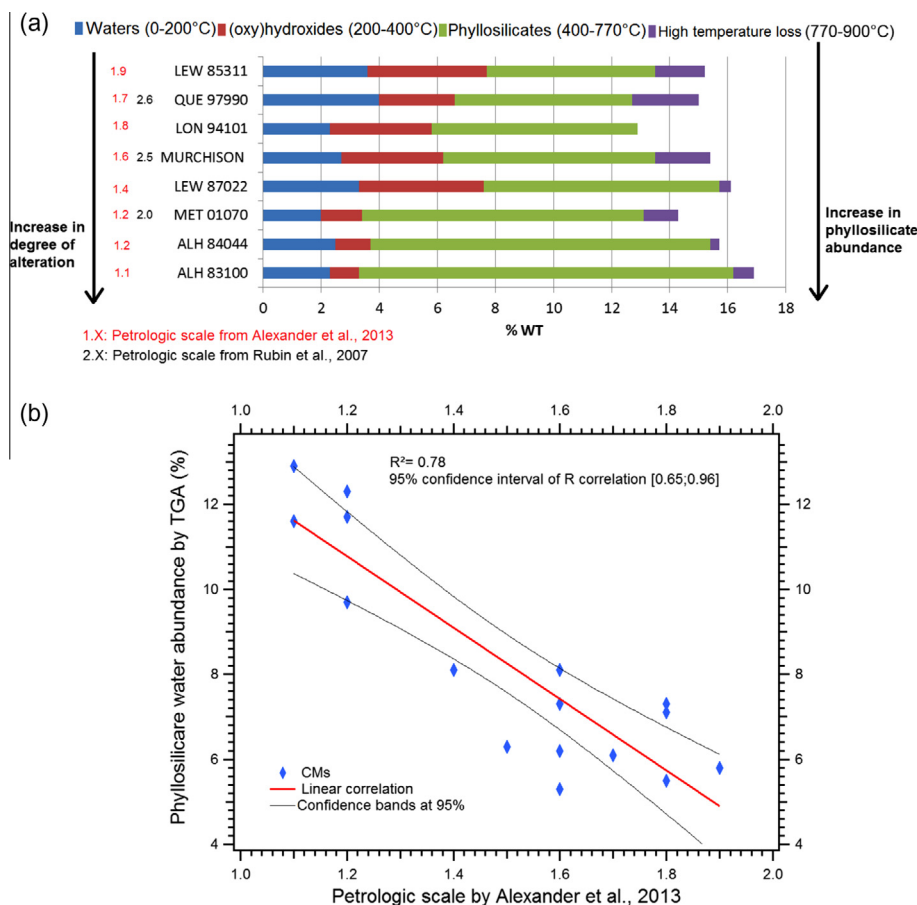 (a)
Waters (0-200°C) (oxy)hydroxides (200-400°C) Phyllosilicates (400-770°C) High temperature loss (770-900°C)
1.9 LEW 85311
1.7 2.6 QUE 97990
1.8 LON 94101
1.6 2.5 MURCHISON
1.4 LEW 87022
1.2 2.0 MET 01070
1.2 ALH 84044
1.1 ALH 83100
Increase in
degree of
alteration
Increase in
phyllosilicate
abundance
0 2 4 6 8 10 12 14 16 18
% WT
1.X: Petrologic scale from Alexander et al., 2013
2.X: Petrologic scale from Rubin et al., 2007
(b)
1.0 1.2 1.4 1.6 1.8 2.0
R²= 0.78
95% confidence interval of R correlation [0.65;0.96]
Phyllosilicare water abundance by TGA (%)
12 12
10 10
8 8
6 6
4 4
CMs
Linear correlation
Confidence bands at 95%
1.0 1.2 1.4 1.6 1.8 2.0
Petrologic scale by Alexander et al., 2013